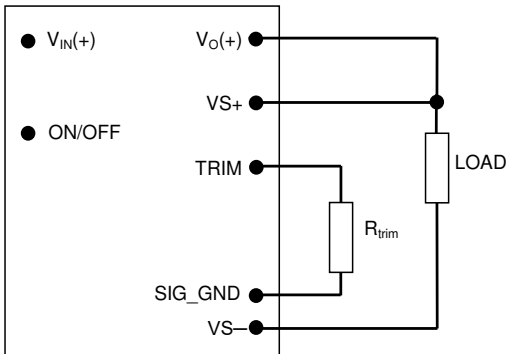 V_IN(+)
V_O(+)
VS+
ON/OFF
TRIM
LOAD
R_trim
SIG_GND
VS─